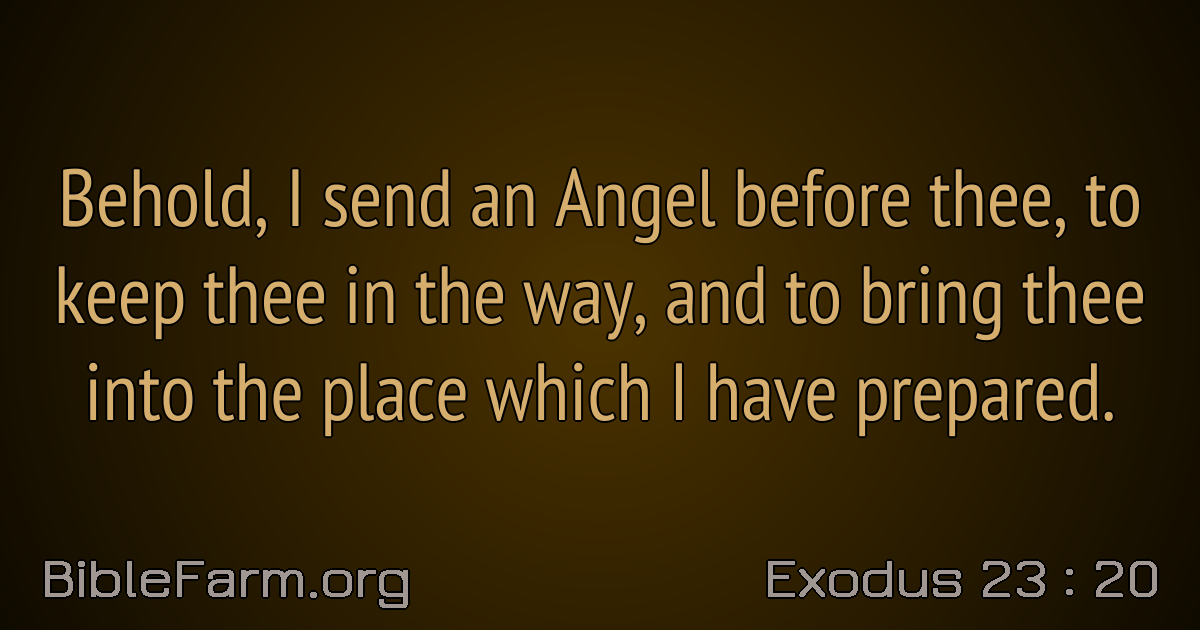 Behold, I send an Angel before thee, to
keep thee in the way, and to bring thee
into the place which I have prepared.
BibleFarm.org
Exodus 23 : 20